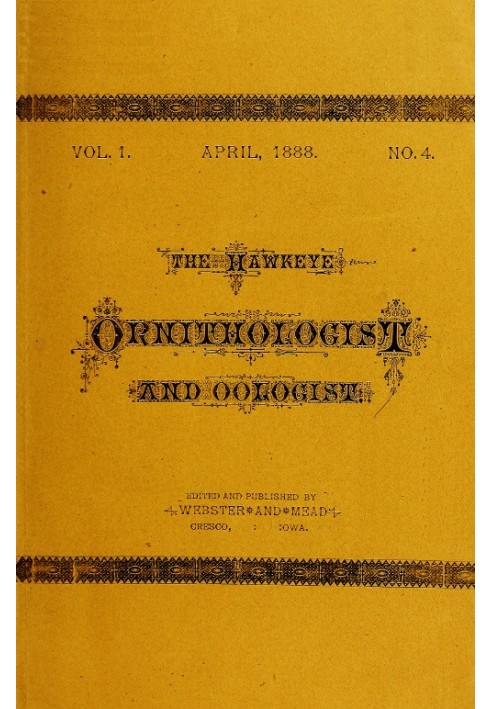 VOL. 1. APRIL, 1888. NO. 4.
THE HAWKEYE
ORNITHOLOGIST
AND OOLOGIST.
EDITED AND PUBLISHED BY
WEBSTER AND MEAD
CRESCO, : IOWA.